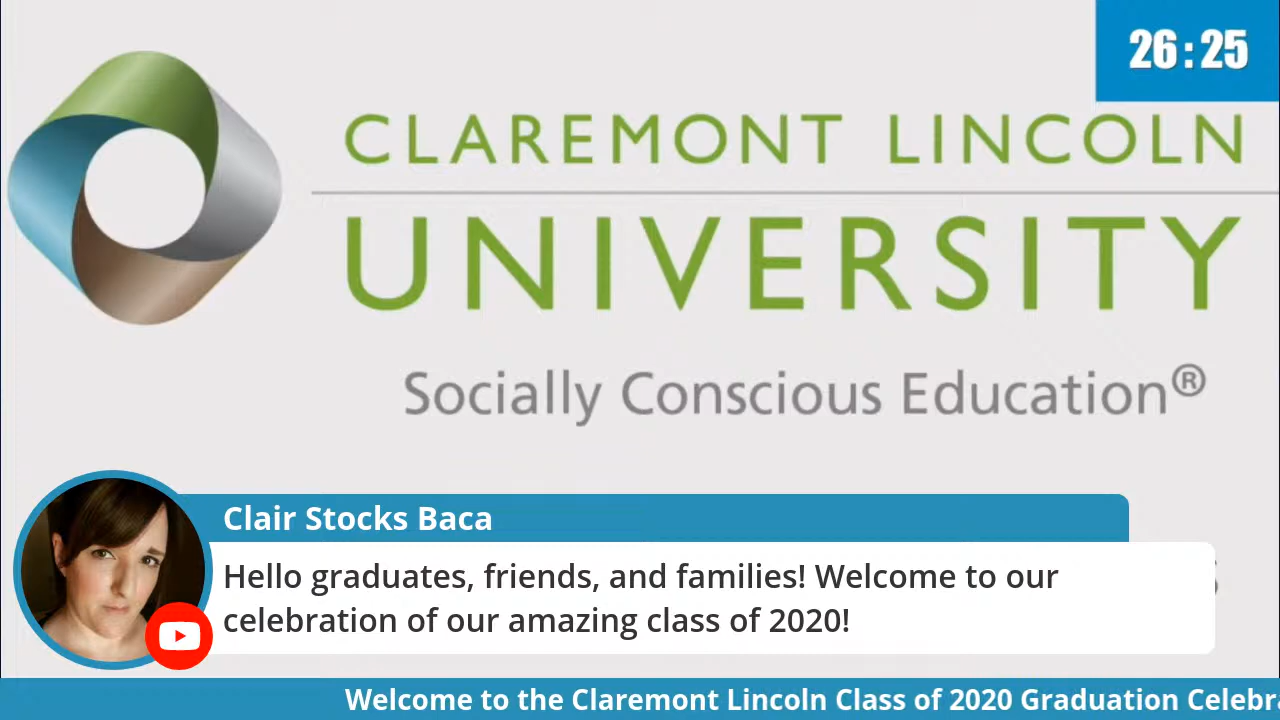 26:25
CLAREMONT LINCOLN
UNIVERSITY
Socially Conscious Education®
Clair Stocks Baca
Hello graduates, friends, and families! Welcome to our
celebration of our amazing class of 2020!
Welcome to the Claremont Lincoln Class of 2020 Graduation Celebra